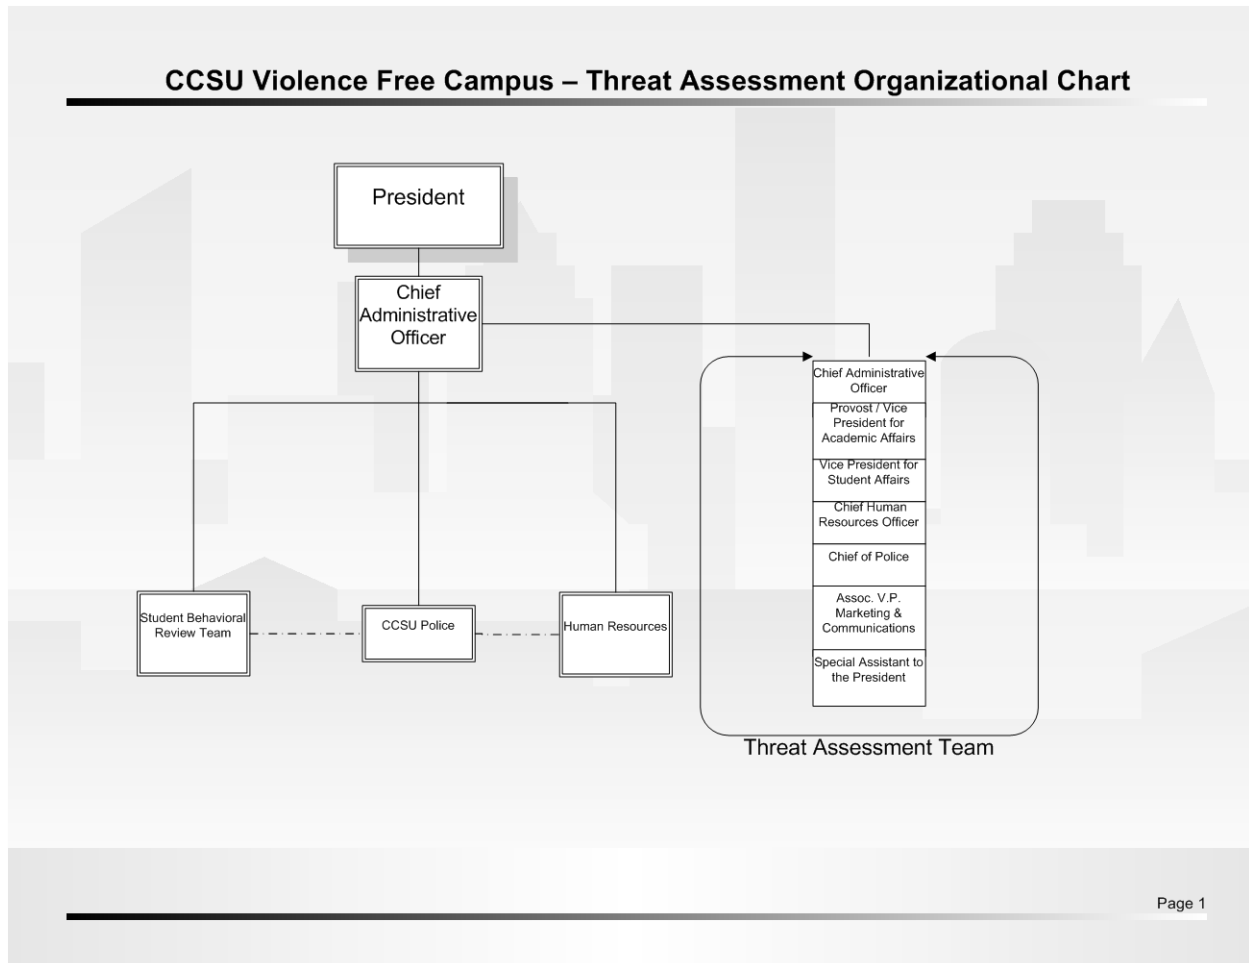 CCSU Violence Free Campus – Threat Assessment Organizational Chart
President
Chief
Administrative
Officer
Chief Administrative
Officer
Provost / Vice
President for
Academic Affairs
Vice President for
Student Affairs
Chief Human
Resources Officer
Chief of Police
Assoc. V.P.
Marketing &
Communications
Special Assistant to
the President
Student Behavioral
Review Team
CCSU Police
Human Resources
Threat Assessment Team
Page 1